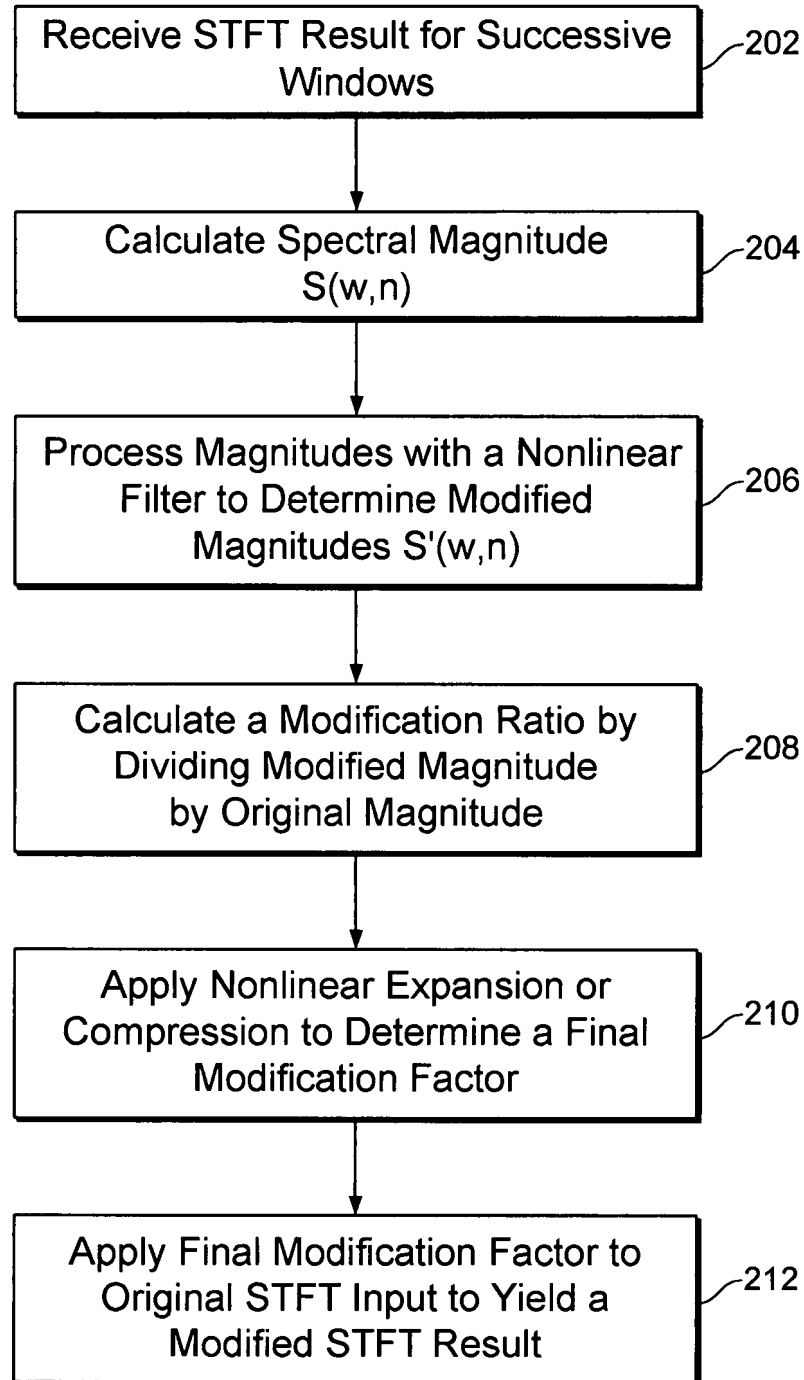 Receive STFT Result for Successive
Windows
202
Calculate Spectral Magnitude
S(w,n)
204
Process Magnitudes with a Nonlinear
Filter to Determine Modified
Magnitudes S'(w,n)
206
Calculate a Modification Ratio by
Dividing Modified Magnitude
by Original Magnitude
208
Apply Nonlinear Expansion or
Compression to Determine a Final
Modification Factor
210
Apply Final Modification Factor to
Original STFT Input to Yield a
Modified STFT Result
212